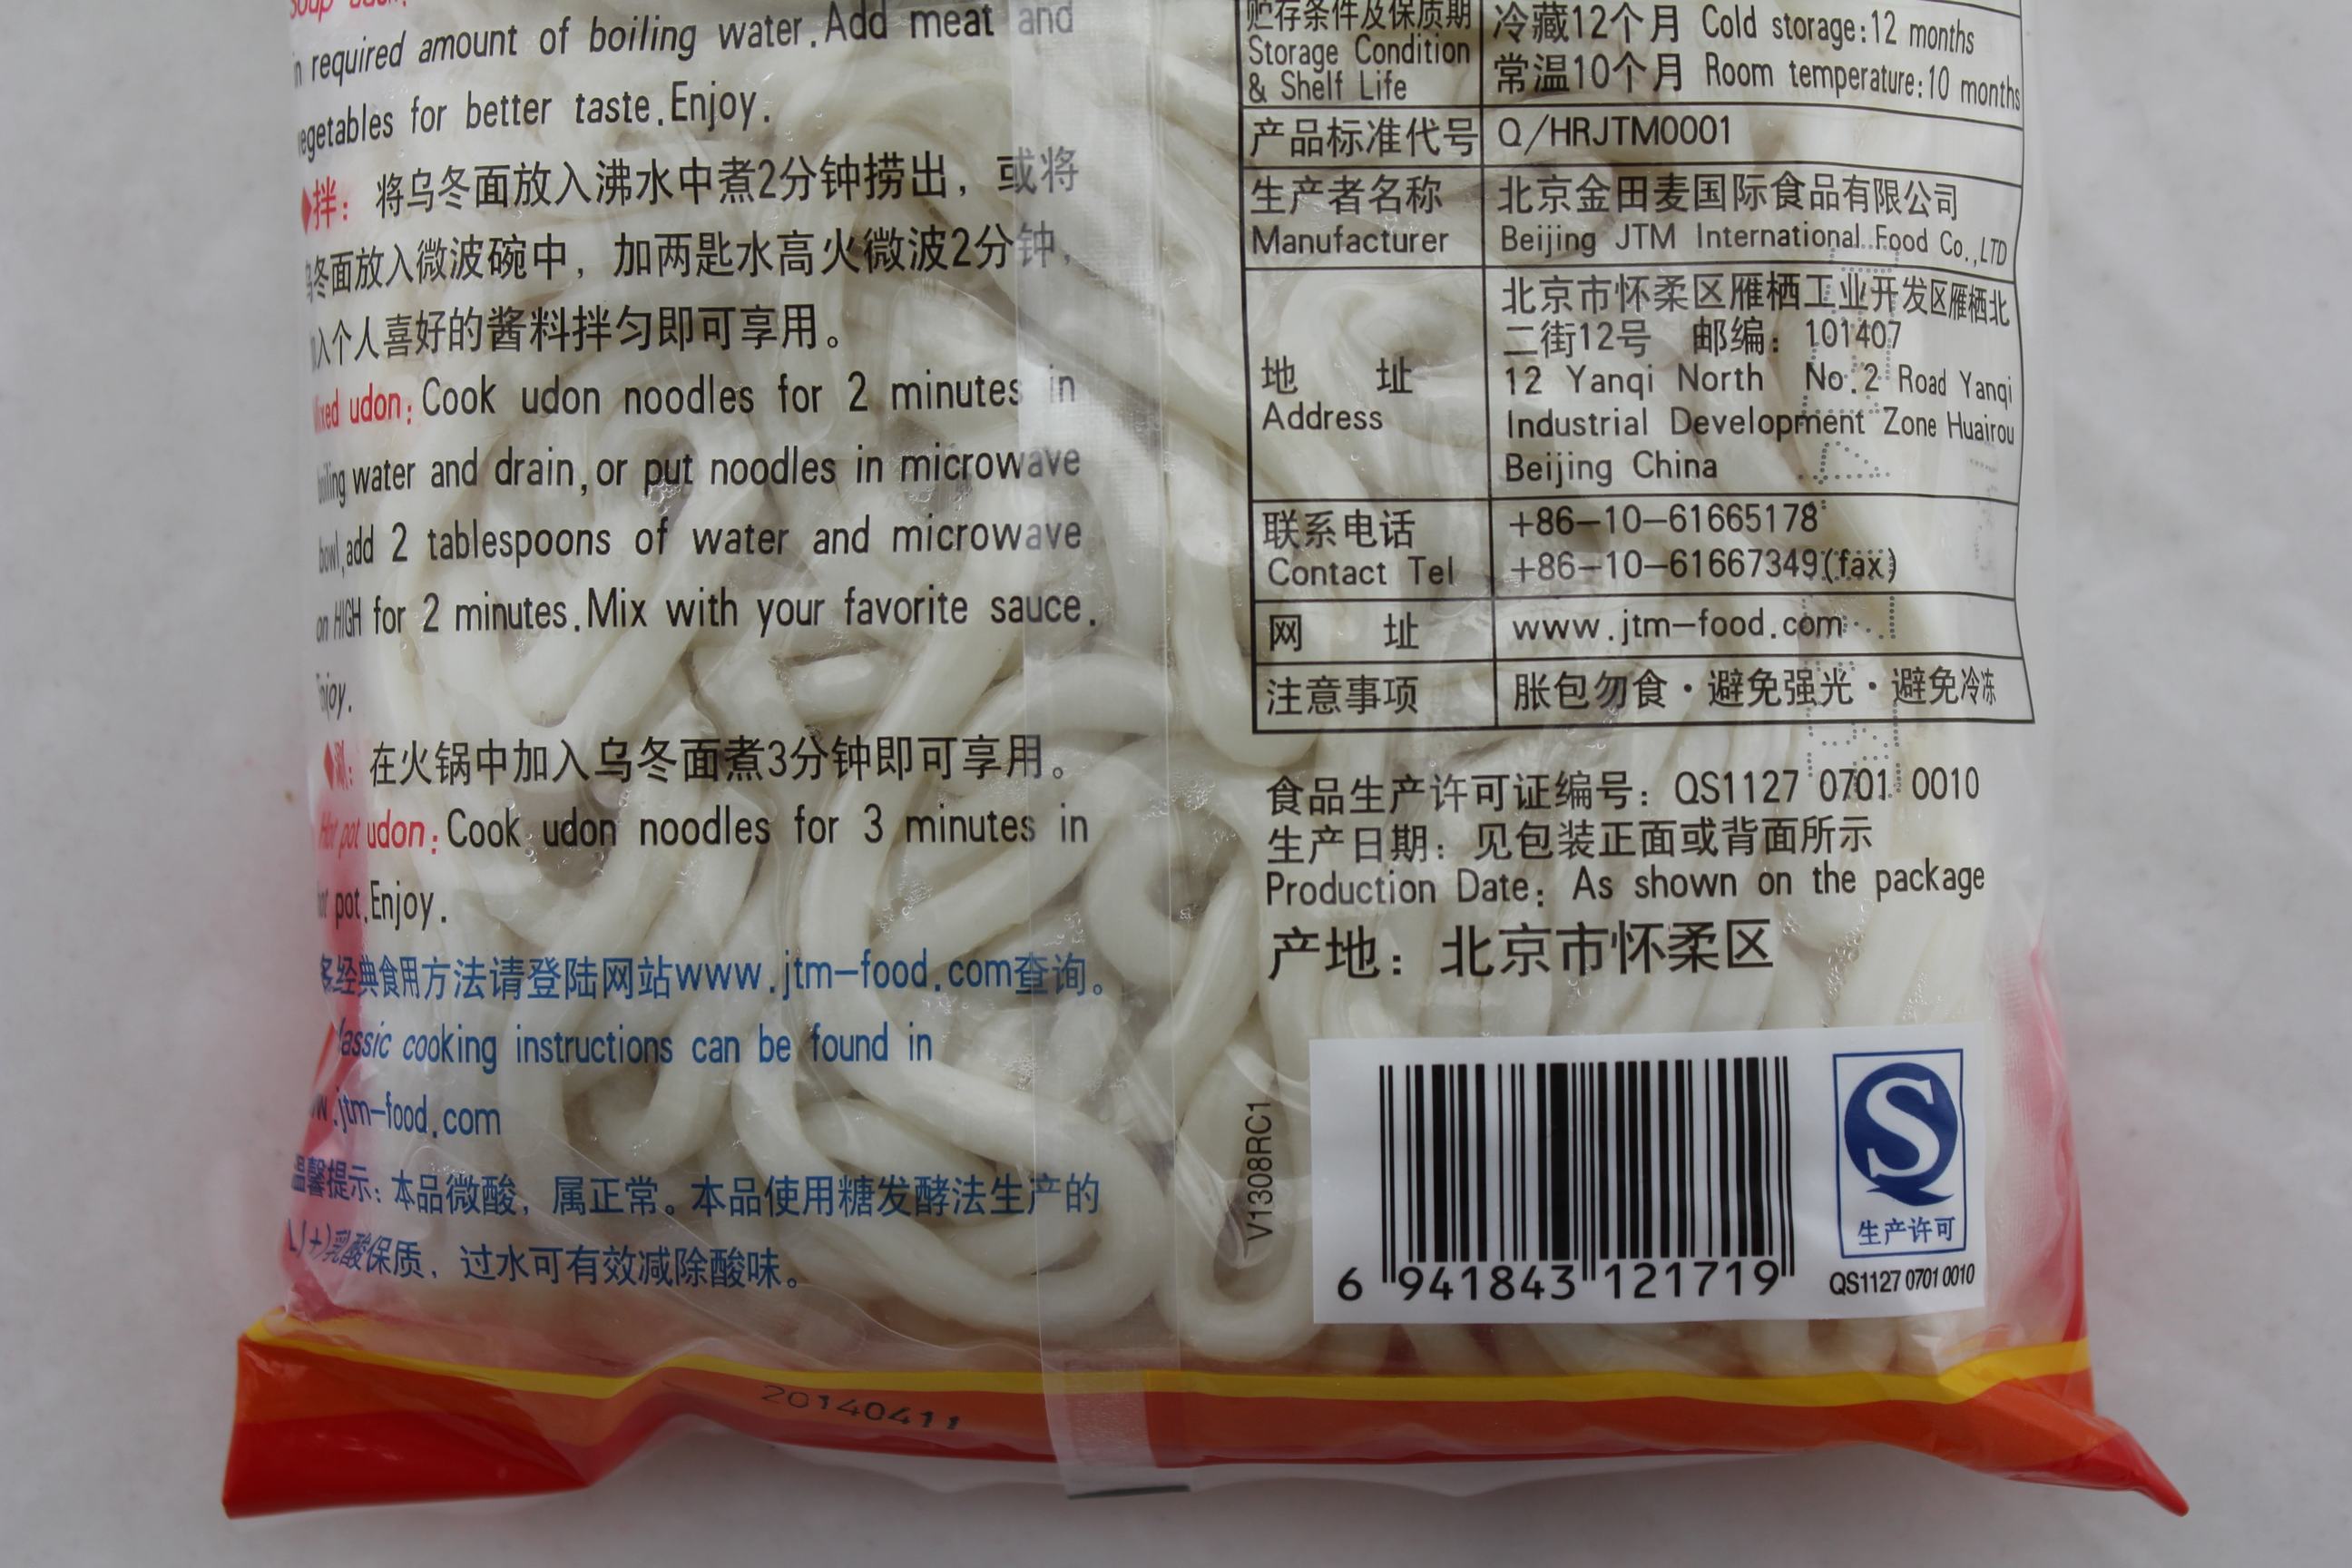 Soup
in required amount of boiling water.Add meat and
vegetables for better taste.Enjoy.
◆拌：将乌冬面放入沸水中煮2分钟捞出，或将
乌冬面放入微波碗中，加两匙水高火微波2分钟，
入个人喜好的酱料拌匀即可享用。
Mixed udon:Cook udon noodles for 2 minutes in
boiling water and drain,or put noodles in microwave
bowl,add 2 tablespoons of water and microwave
on HIGH for 2 minutes.Mix with your favorite sauce.
Enjoy.
◆涮：在火锅中加入乌冬面煮3分钟即可享用。
Hot pot udon:Cook udon noodles for 3 minutes in
hot pot.Enjoy.
多经典食用方法请登陆网站www.jtm-food.com查询。
classic cooking instructions can be found in
www.jtm-food.com
温馨提示：本品微酸，属正常。本品使用糖发酵法生产的
L(+)乳酸保质，过水可有效减除酸味。
20140411
贮存条件及保质期
Storage Condition
& Shelf Life
冷藏12个月 Cold storage:12 months
常温10个月 Room temperature:10 months
产品标准代号 Q/HRJTM0001
生产者名称 北京金田麦国际食品有限公司
Manufacturer Beijing JTM International Food Co.,LTD
地 址
Address
北京市怀柔区雁栖工业开发区雁栖北
二街12号 邮编：101407
12 Yanqi North No.2 Road Yanqi
Industrial Development Zone Huairou
Beijing China
联系电话 +86-10-61665178
Contact Tel +86-10-61667349(fax)
网 址 www.jtm-food.com
注意事项 胀包勿食·避免强光·避免冷冻
食品生产许可证编号：QS1127 0701 0010
生产日期：见包装正面或背面所示
Production Date: As shown on the package
产地：北京市怀柔区
V1308RC1
6 941843 121719
生产许可
QS1127 0701 0010